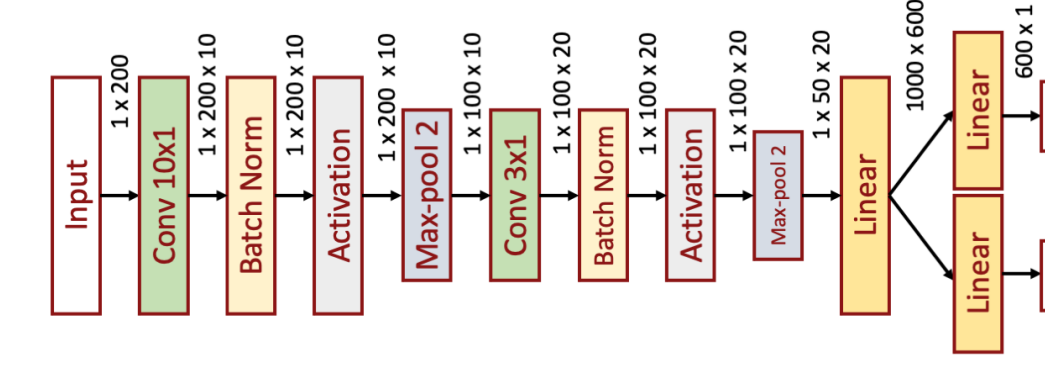 Input
1 x 200
Conv 10x1
1 x 200 x 10
Batch Norm
1 x 200 x 10
Activation
1 x 200 x 10
Max-pool 2
1 x 100 x 10
Conv 3x1
1 x 100 x 20
Batch Norm
1 x 100 x 20
Activation
1 x 100 x 20
Max-pool 2
1 x 50 x 20
Linear
1000 x 600
Linear
600 x 1
Linear